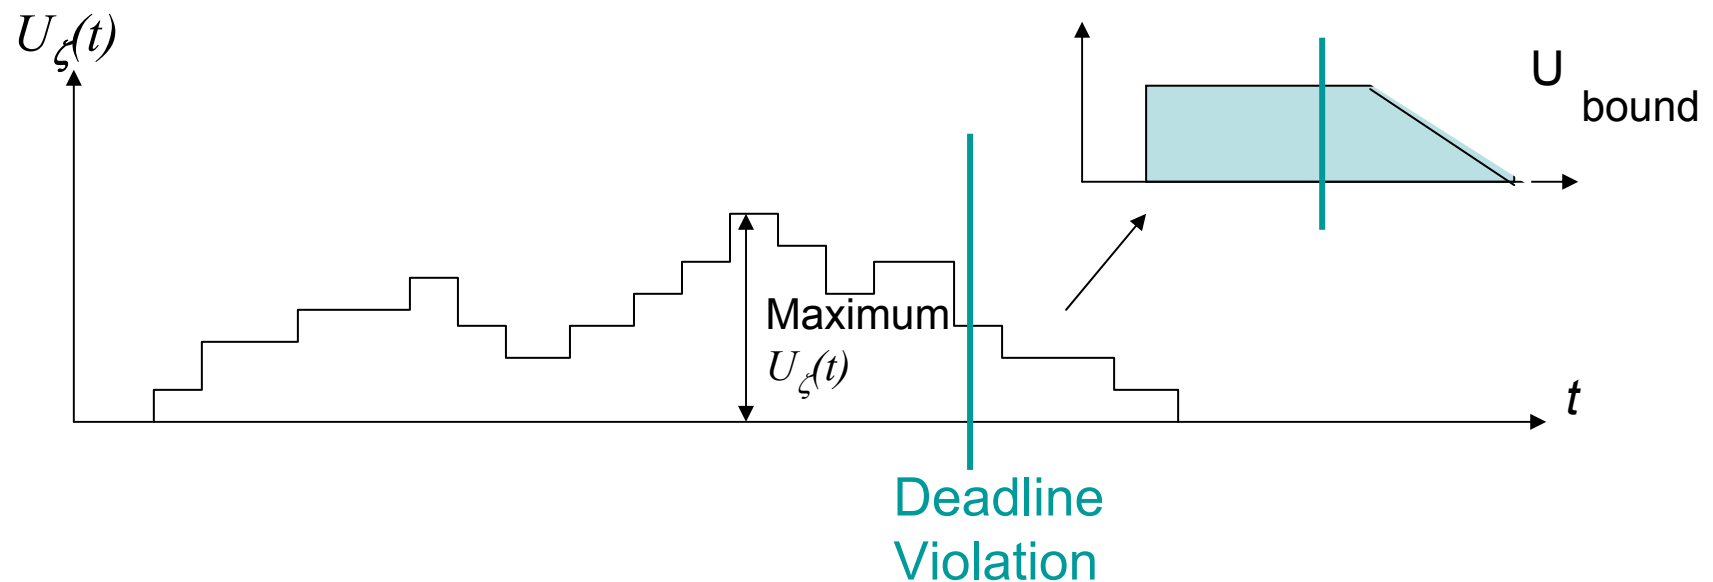 Uζ(t)
U
bound
Maximum
Uζ(t)
t
Deadline
Violation